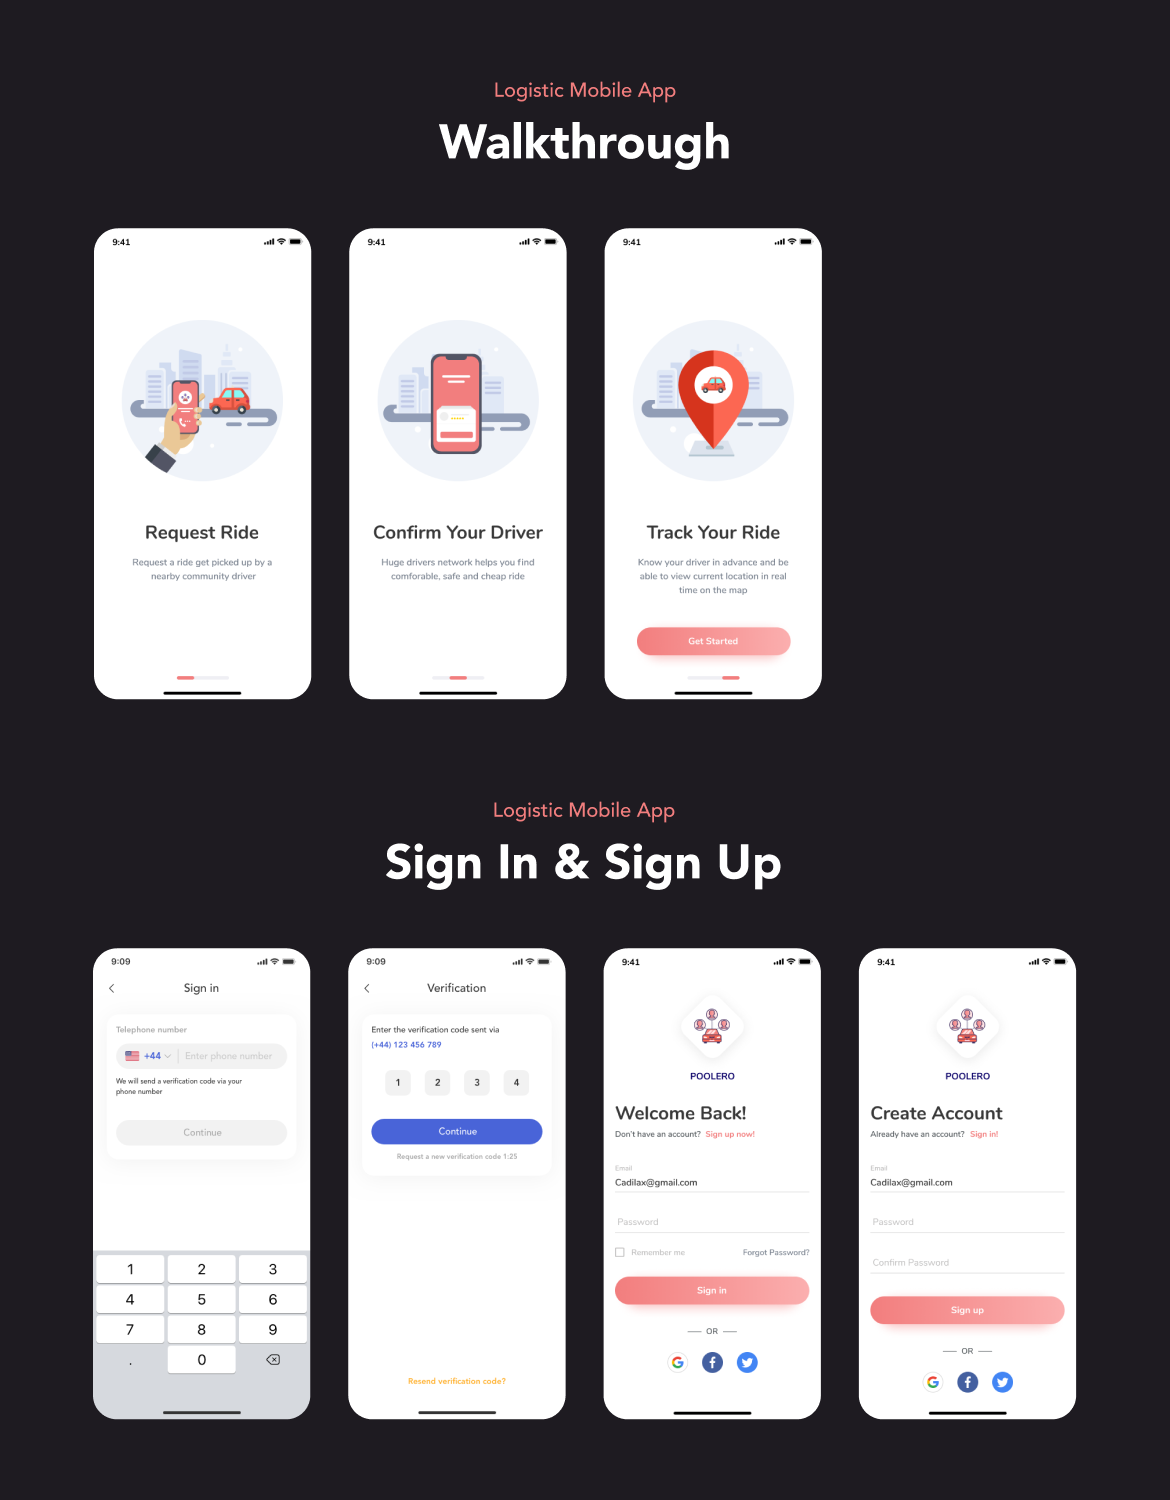 Logistic Mobile App
Walkthrough
9:41
Request Ride
Request a ride get picked up by a
nearby community driver
9:41
Confirm Your Driver
Huge drivers network helps you find
comforable, safe and cheap ride
9:41
Track Your Ride
Know your driver in advance and be
able to view current location in real
time on the map
Get Started
Logistic Mobile App
Sign In & Sign Up
9:09
Sign in
Telephone number
+44
Enter phone number
We will send a verification code via your
phone number
Continue
1 2 3
4 5 6
7 8 9
. 0
9:09
Verification
Enter the verification code sent via
(+44) 123 456 789
1 2 3 4
Continue
Request a new verification code 1:25
Resend verification code?
9:41
POOLERO
Welcome Back!
Don't have an account? Sign up now!
Email
Cadilax@gmail.com
Password
Remember me
Forgot Password?
Sign in
OR
G f
9:41
POOLERO
Create Account
Already have an account? Sign in!
Email
Cadilax@gmail.com
Password
Confirm Password
Sign up
OR
G f